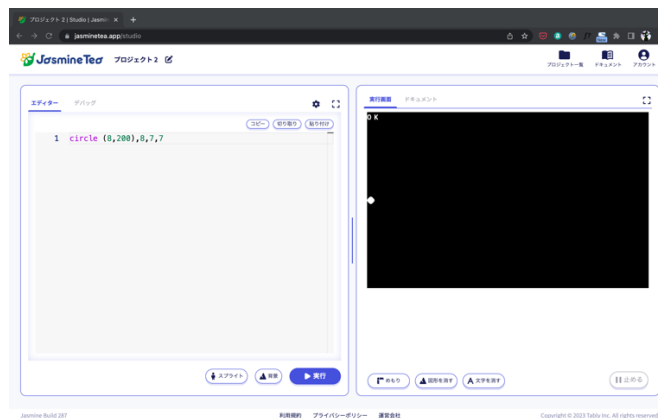 プロジェクト2 | Studio | Jasmin
jasminetea.app/studio
JasmineTea プロジェクト2
プロジェクト一覧 ドキュメント アカウント
エディター デバッグ
コピー 切り取り 貼り付け
1 circle (8,200),8,7,7
スプライト 背景 実行
実行画面 ドキュメント
OK
めもり 図形を消す 文字を消す 止める
Jasmine Build 287
利用規約 プライバシーポリシー 運営会社
Copyright © 2023 Tably Inc. All rights reserved